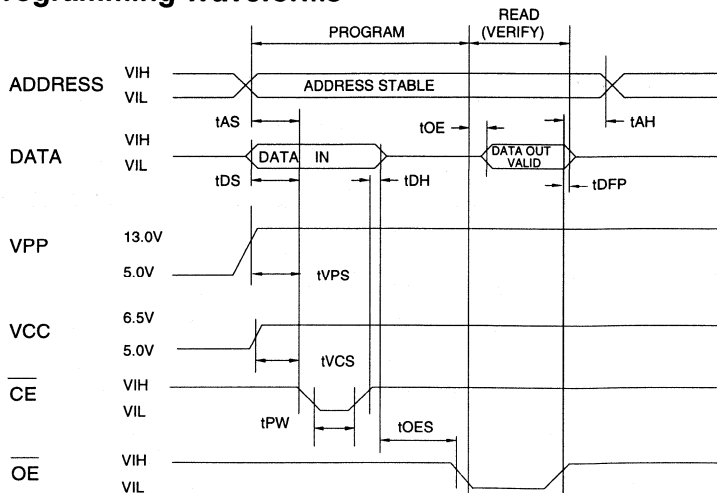 rogramming Waveforms
READ
PROGRAM (VERIFY)
ADDRESS VIH ADDRESS STABLE
VIL
tAS tOE tAH
DATA VIH DATA IN DATA OUT
VIL VALID
tDS tDH tDFP
VPP 13.0V
5.0V tVPS
VCC 6.5V
5.0V tVCS
CE VIH
VIL
tPW tOES
OE VIH
VIL